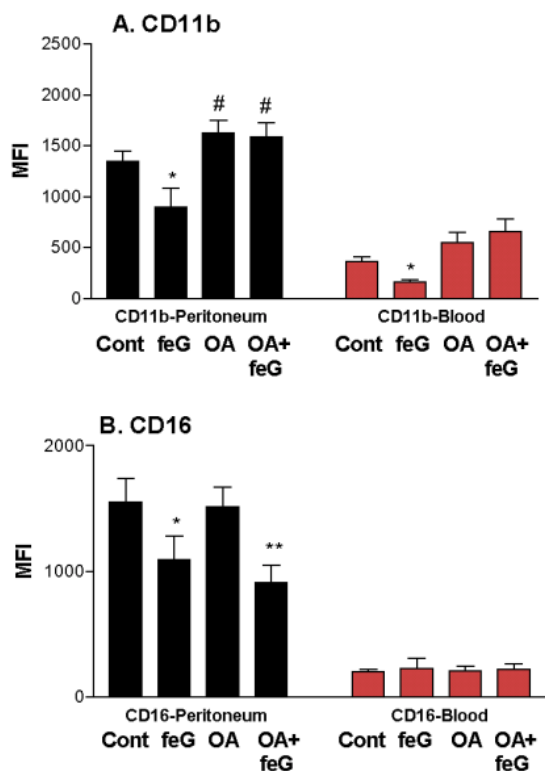 A. CD11b
2500
2000
1500
1000
500
0
MFI
*
#
#
*
CD11b-Peritoneum CD11b-Blood
Cont feG OA OA+ feG Cont feG OA OA+ feG
B. CD16
2000
1000
0
MFI
*
**
CD16-Peritoneum CD16-Blood
Cont feG OA OA+ feG Cont feG OA OA+ feG